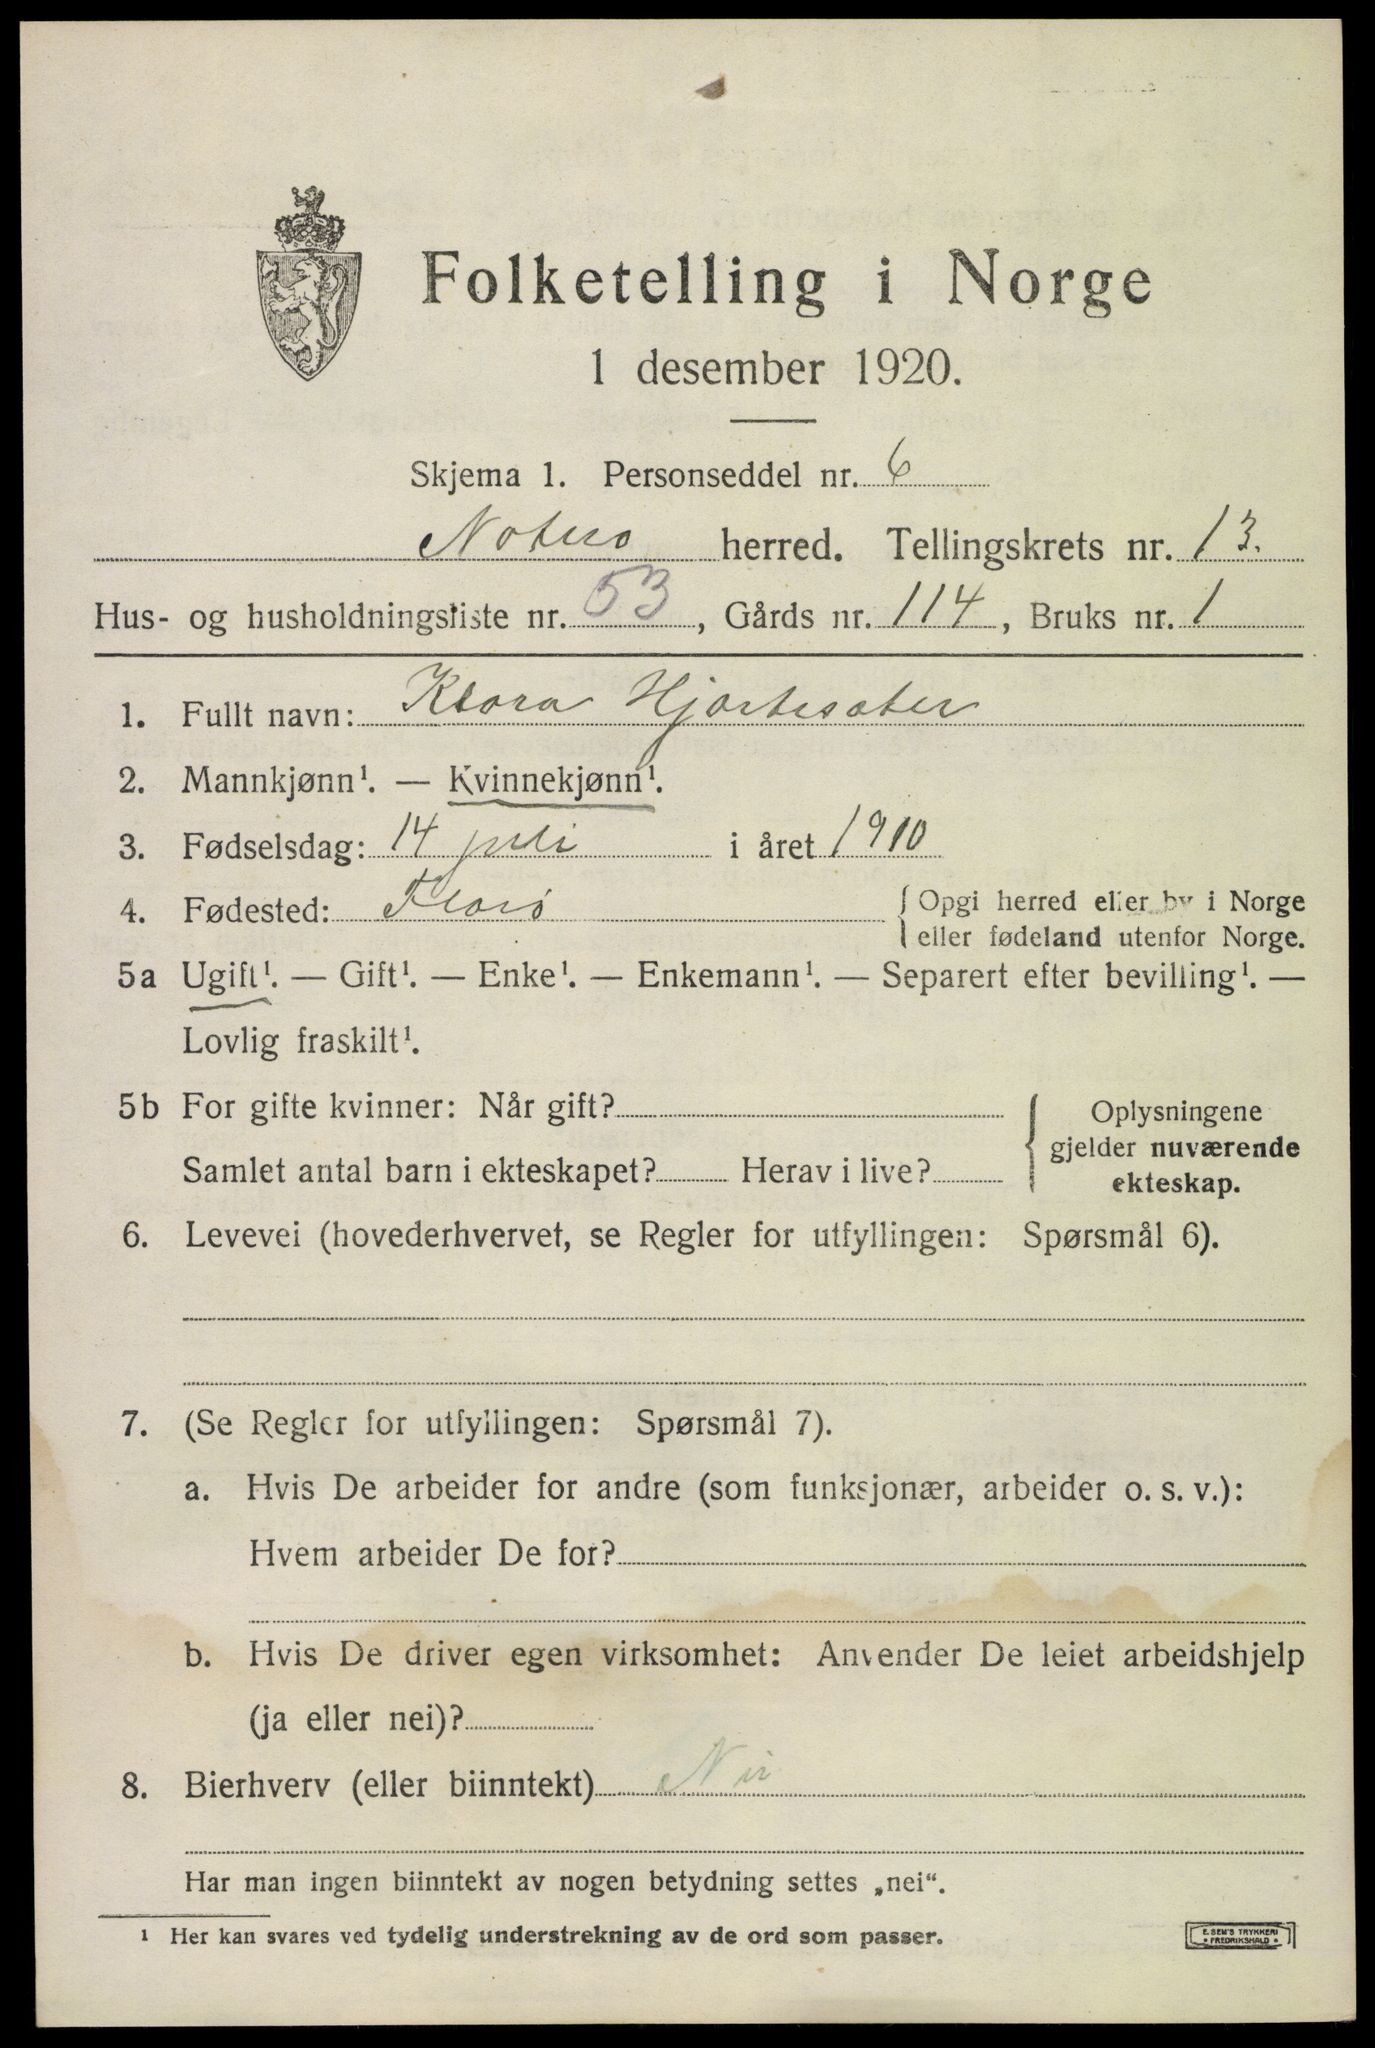 Folketelling i Norge
1 desember 1920.
Skjema 1. Personseddel nr. 6
Nøtterø herred. Tellingskrets nr. 13.
Hus- og husholdningsliste nr. 53, Gårds nr. 114, Bruks nr. 1
1. Fullt navn: Klara Hjortesæter
2. Mannkjønn¹. — Kvinnekjønn¹.
3. Fødselsdag: 14 juli i året 1910
4. Fødested: Florø { Opgi herred eller by i Norge
eller fødeland utenfor Norge.
5a Ugift¹. — Gift¹. — Enke¹. — Enkemann¹. — Separert efter bevilling¹. —
Lovlig fraskilt¹.
5b For gifte kvinner: Når gift?
Samlet antal barn i ekteskapet? Herav i live?
{ Oplysningene
gjelder nuværende
ekteskap.
6. Levevei (hovederhvervet, se Regler for utfyllingen: Spørsmål 6).
7. (Se Regler for utfyllingen: Spørsmål 7).
a. Hvis De arbeider for andre (som funksjonær, arbeider o. s. v.):
Hvem arbeider De for?
b. Hvis De driver egen virksomhet: Anvender De leiet arbeidshjelp
(ja eller nei)?
8. Bierhverv (eller biinntekt) Nei
Har man ingen biinntekt av nogen betydning settes „nei“.
¹ Her kan svares ved tydelig understrekning av de ord som passer.
E. SEM'S TRYKKERI
• FREDRIKSHALD •